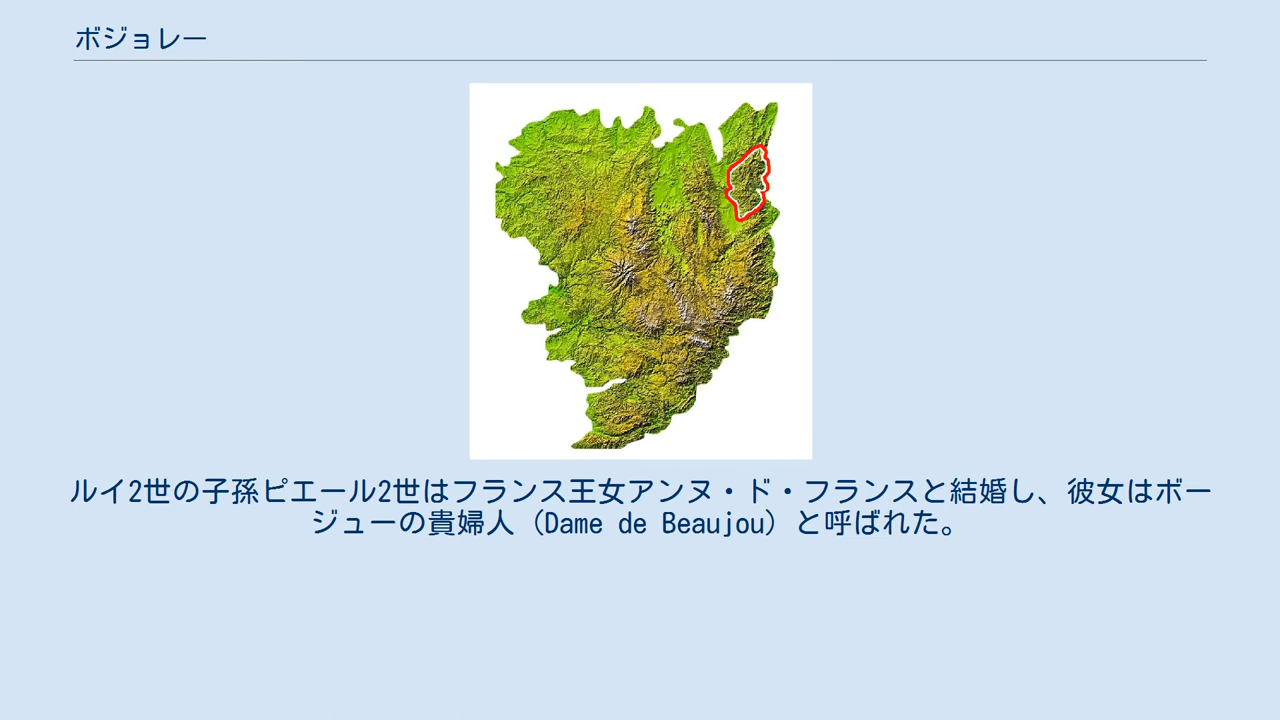 ボジョレー
ルイ2世の子孫ピエール2世はフランス王女アンヌ・ド・フランスと結婚し、彼女はボー
ジューの貴婦人（Dame de Beaujou）と呼ばれた。